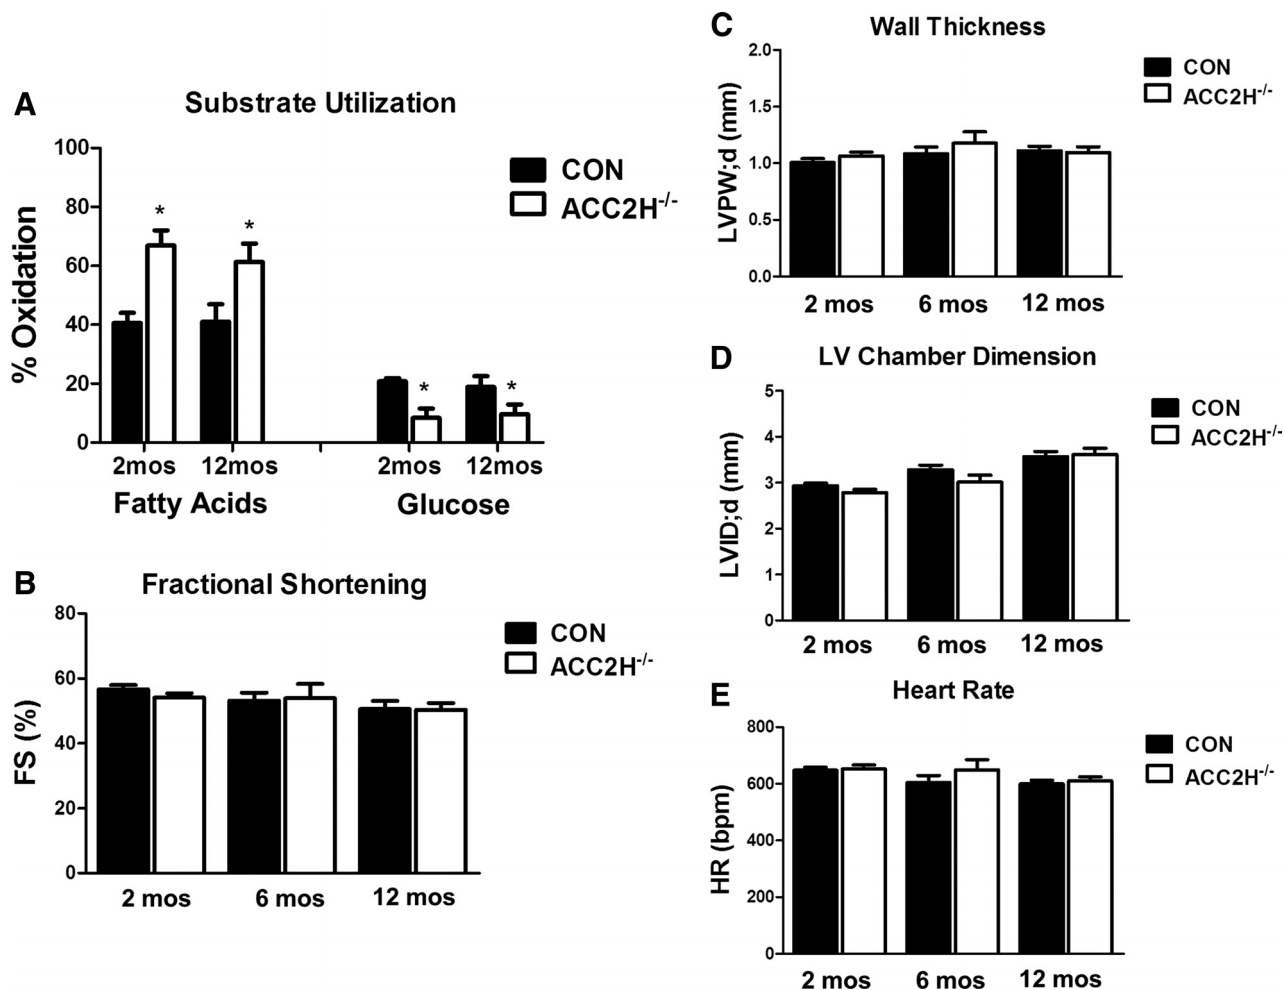 A
Substrate Utilization
% Oxidation
100
80
60
40
20
0
CON
ACC2H-/-
*
*
*
*
2mos
12mos
2mos
12mos
Fatty Acids
Glucose
B
Fractional Shortening
FS (%)
80
60
40
20
0
CON
ACC2H-/-
2 mos
6 mos
12 mos
C
Wall Thickness
LVPW;d (mm)
2.0
1.5
1.0
0.5
0.0
CON
ACC2H-/-
2 mos
6 mos
12 mos
D
LV Chamber Dimension
LVID;d (mm)
5
4
3
2
1
0
CON
ACC2H-/-
2 mos
6 mos
12 mos
E
Heart Rate
HR (bpm)
800
600
400
200
0
CON
ACC2H-/-
2 mos
6 mos
12 mos